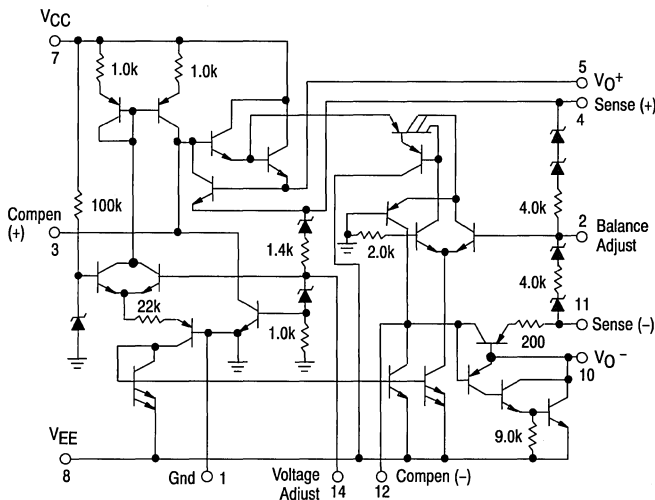 VCC
7
1.0k
1.0k
5
VO+
Sense (+)
4
100k
4.0k
Compen
(+)
3
1.4k
2.0k
2
Balance
Adjust
4.0k
22k
1.0k
11
Sense (–)
200
VO–
10
9.0k
VEE
8
Gnd
1
Voltage
Adjust
14
12
Compen (–)